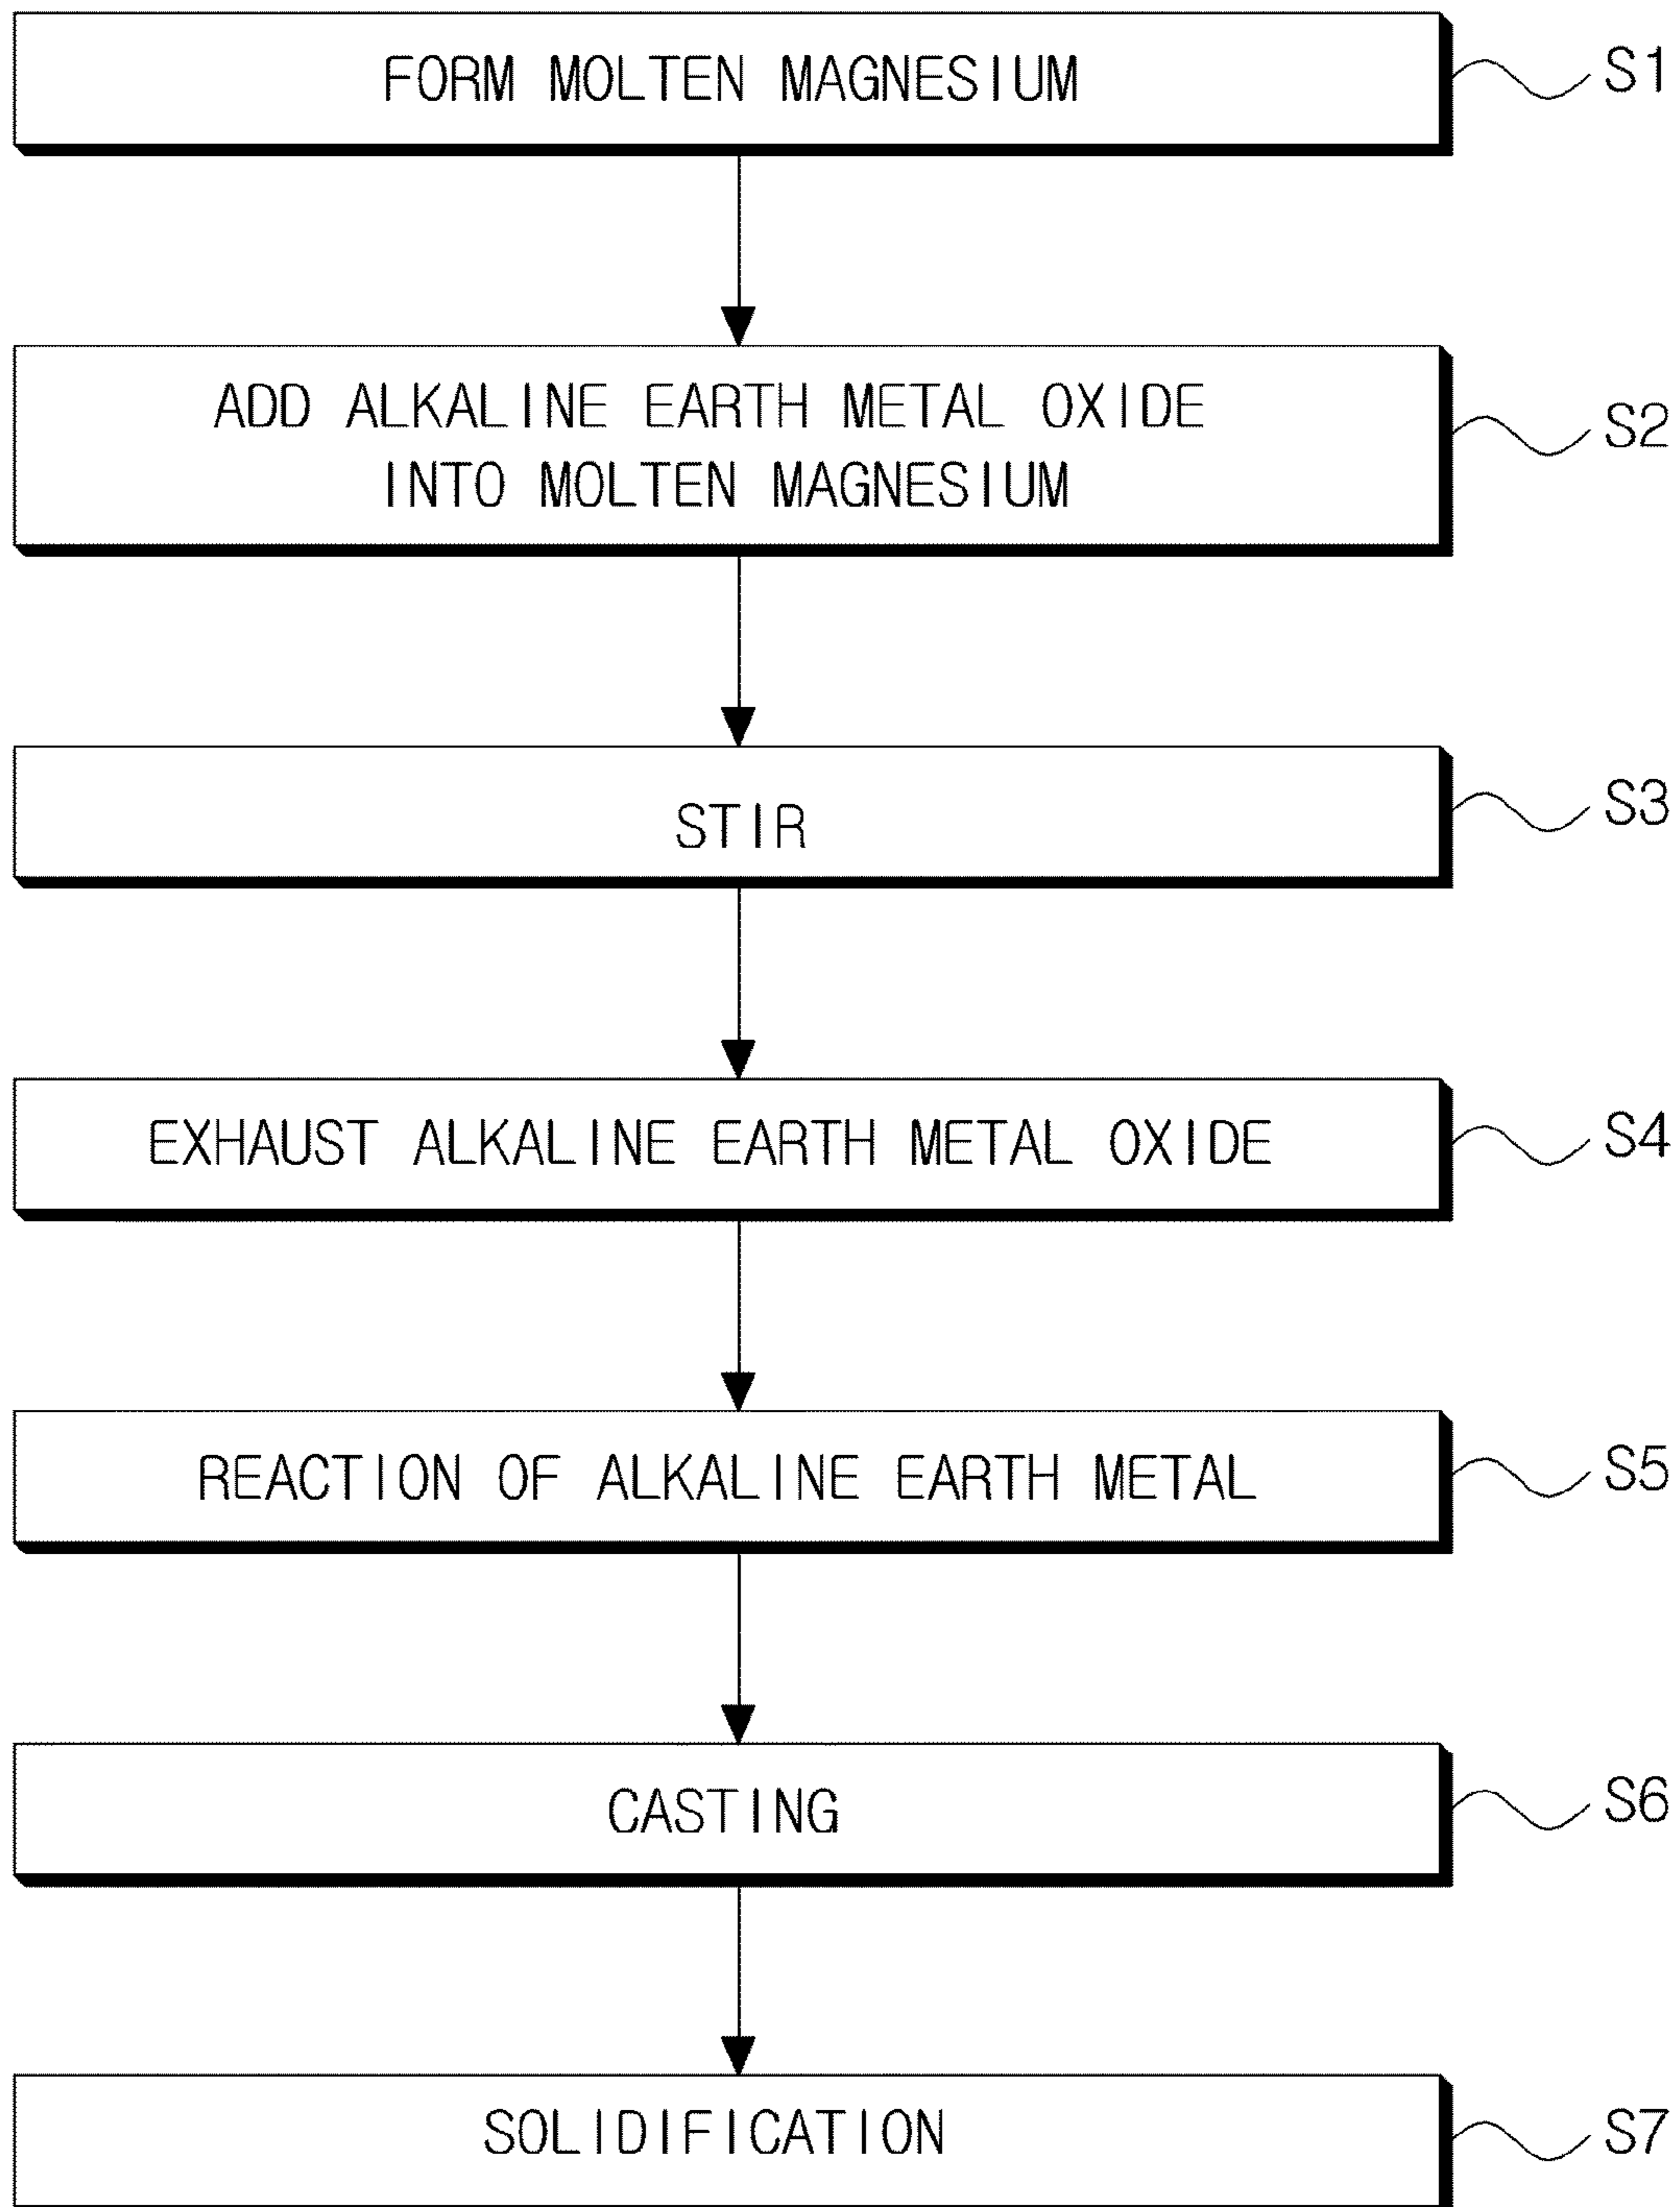 FORM MOLTEN MAGNESIUM
S1
ADD ALKALINE EARTH METAL OXIDE
INTO MOLTEN MAGNESIUM
S2
STIR
S3
EXHAUST ALKALINE EARTH METAL OXIDE
S4
REACTION OF ALKALINE EARTH METAL
S5
CASTING
S6
SOLIDIFICATION
S7